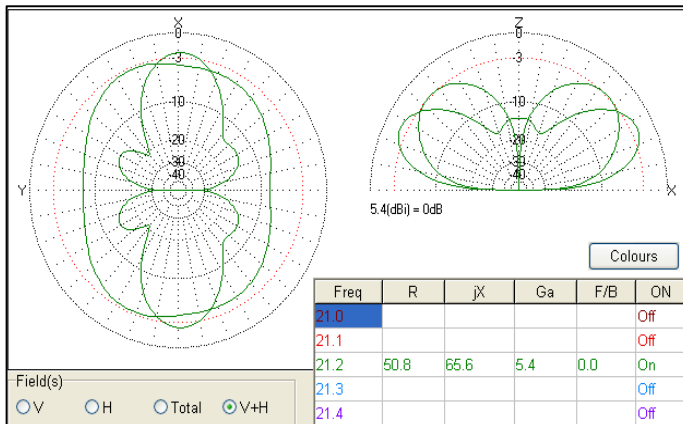 X
0
-3
-10
-20
-30
-40
Y
Z
0
-3
-10
-20
-30
-40
X
5.4(dBi) = 0dB
Colours
Freq R jX Ga F/B ON
21.0 Off
21.1 Off
21.2 50.8 65.6 5.4 0.0 On
21.3 Off
21.4 Off
Field(s)
V H Total V+H